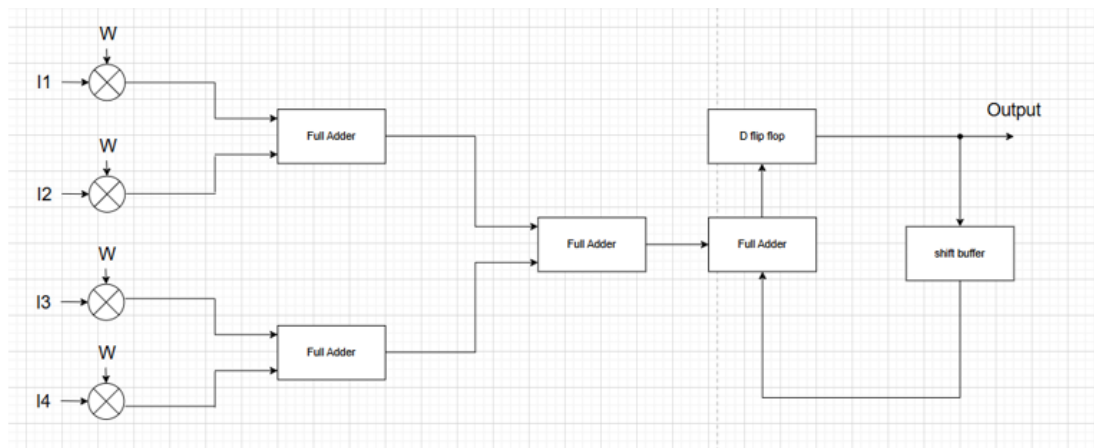 W
I1
Full Adder
W
I2
W
I3
Full Adder
W
I4
Full Adder
Full Adder
D flip flop
Output
shift buffer